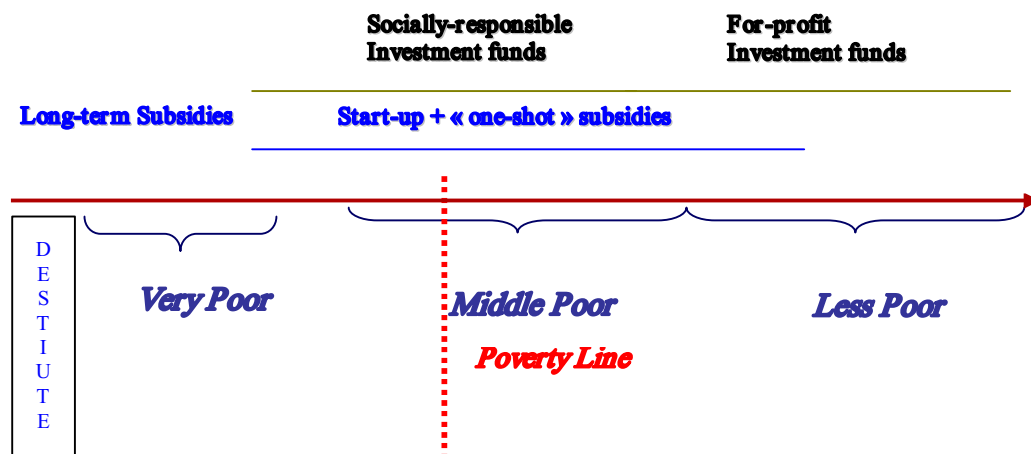 Socially-responsible
Investment funds
For-profit
Investment funds
Long-term Subsidies
Start-up + « one-shot » subsidies
DESTIUTE
Very Poor
Middle Poor
Less Poor
Poverty Line